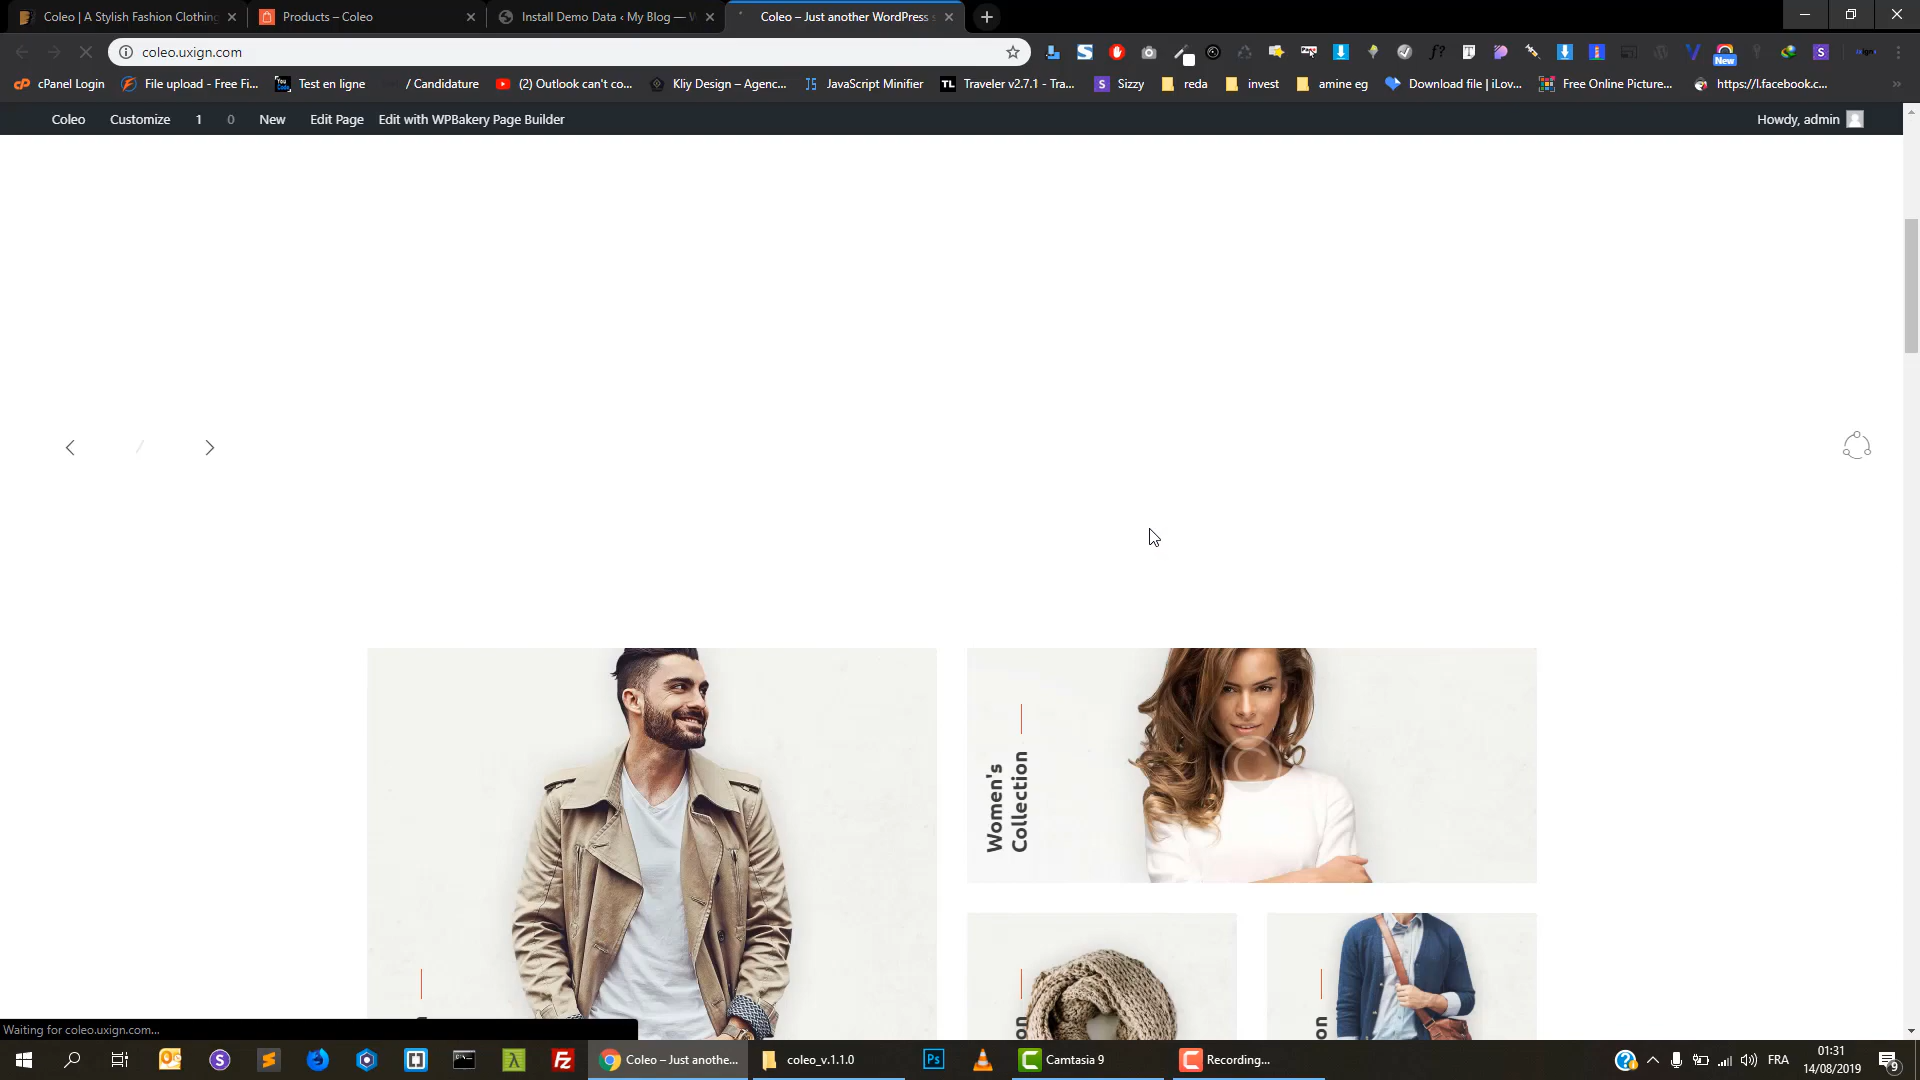 Coleo | A Stylish Fashion Clothing
Products – Coleo
Install Demo Data ‹ My Blog — W
Coleo – Just another WordPress s
coleo.uxign.com
New
cPanel Login
File upload - Free Fi...
Test en ligne
/ Candidature
(2) Outlook can't co...
Kliy Design – Agenc...
JavaScript Minifier
Traveler v2.7.1 - Tra...
Sizzy
reda
invest
amine eg
Download file | iLov...
Free Online Picture...
https://l.facebook.c...
Coleo
Customize
1
0
New
Edit Page
Edit with WPBakery Page Builder
Howdy, admin
/
Women's
Collection
Waiting for coleo.uxign.com...
Coleo – Just anothe...
coleo_v.1.1.0
Camtasia 9
Recording...
FRA
01:31
14/08/2019
9